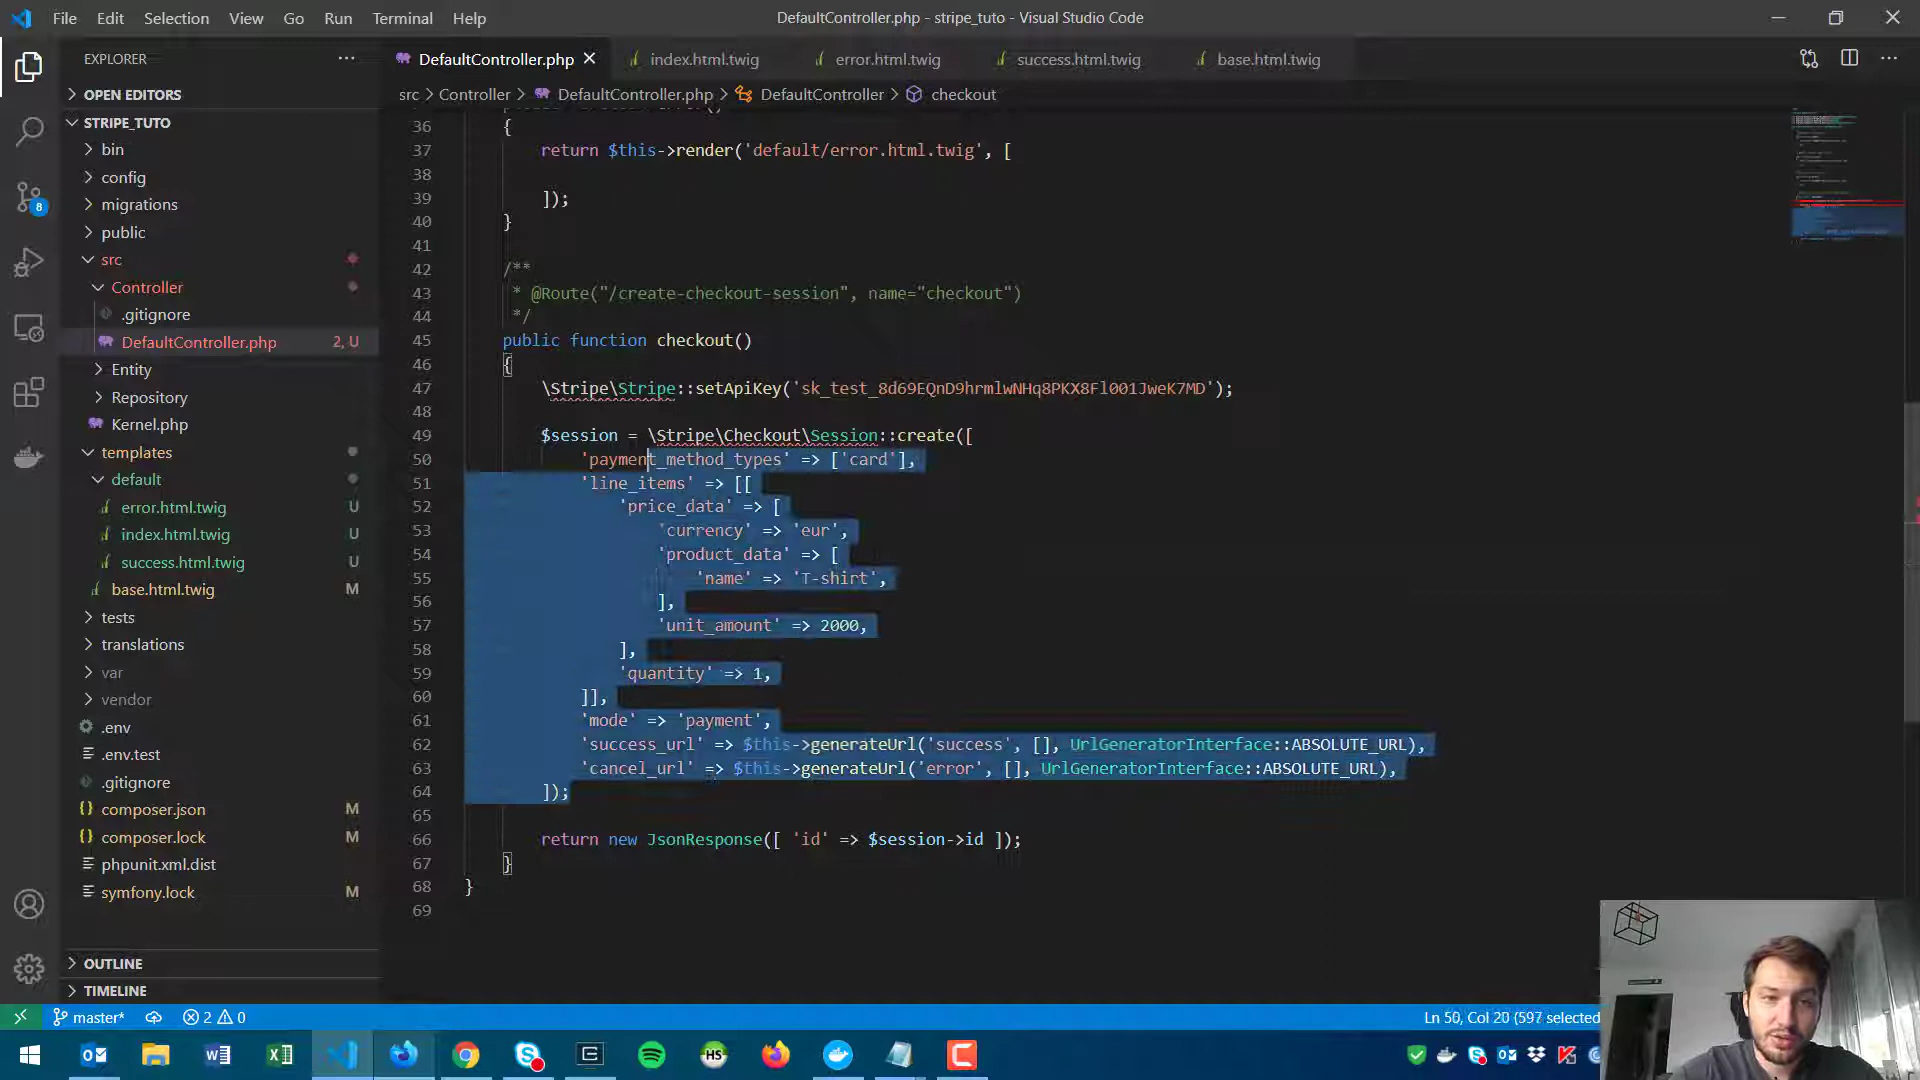 File Edit Selection View Go Run Terminal Help
DefaultController.php - stripe_tuto - Visual Studio Code
EXPLORER
OPEN EDITORS
STRIPE_TUTO
bin
config
migrations
public
src
Controller
.gitignore
DefaultController.php 2, U
Entity
Repository
Kernel.php
templates
default
error.html.twig U
index.html.twig U
success.html.twig U
base.html.twig M
tests
translations
var
vendor
.env
.env.test
.gitignore
composer.json M
composer.lock M
phpunit.xml.dist
symfony.lock M
OUTLINE
TIMELINE
8
DefaultController.php index.html.twig error.html.twig success.html.twig base.html.twig
src > Controller > DefaultController.php > DefaultController > checkout
36 {
37 return $this->render('default/error.html.twig', [
38
39 ]);
40 }
41
42 /**
43 * @Route("/create-checkout-session", name="checkout")
44 */
45 public function checkout()
46 {
47 \Stripe\Stripe::setApiKey('sk_test_8d69EQnD9hrmlwNHq8PKX8Fl001JweK7MD');
48
49 $session = \Stripe\Checkout\Session::create([
50 'payment_method_types' => ['card'],
51 'line_items' => [[
52 'price_data' => [
53 'currency' => 'eur',
54 'product_data' => [
55 'name' => 'T-shirt',
56 ],
57 'unit_amount' => 2000,
58 ],
59 'quantity' => 1,
60 ]],
61 'mode' => 'payment',
62 'success_url' => $this->generateUrl('success', [], UrlGeneratorInterface::ABSOLUTE_URL),
63 'cancel_url' => $this->generateUrl('error', [], UrlGeneratorInterface::ABSOLUTE_URL),
64 ]);
65
66 return new JsonResponse([ 'id' => $session->id ]);
67 }
68 }
69
master* 2 0
Ln 50, Col 20 (597 selected
HS